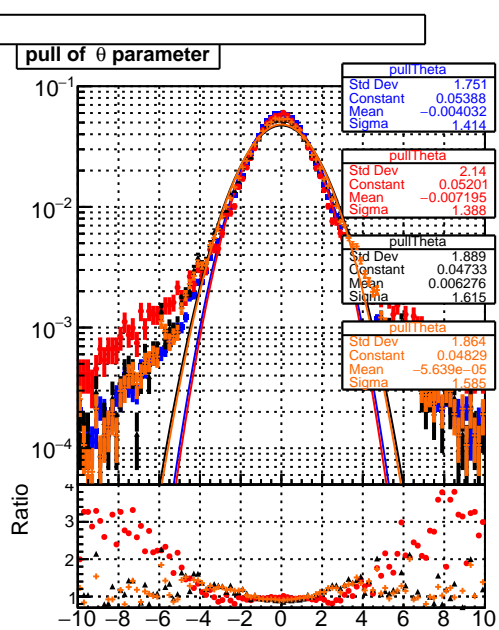 pull of θ parameter
pullTheta
Std Dev 1.751
Constant 0.05388
Mean −0.004032
Sigma 1.414
pullTheta
Std Dev 2.14
Constant 0.05201
Mean −0.007195
Sigma 1.388
pullTheta
Std Dev 1.889
Constant 0.04733
Mean 0.006276
Sigma 1.615
pullTheta
Std Dev 1.864
Constant 0.04829
Mean −5.639e−05
Sigma 1.585
10−1
10−2
10−3
10−4
Ratio
4
3
2
1
−10 −8 −6 −4 −2 0 2 4 6 8 10